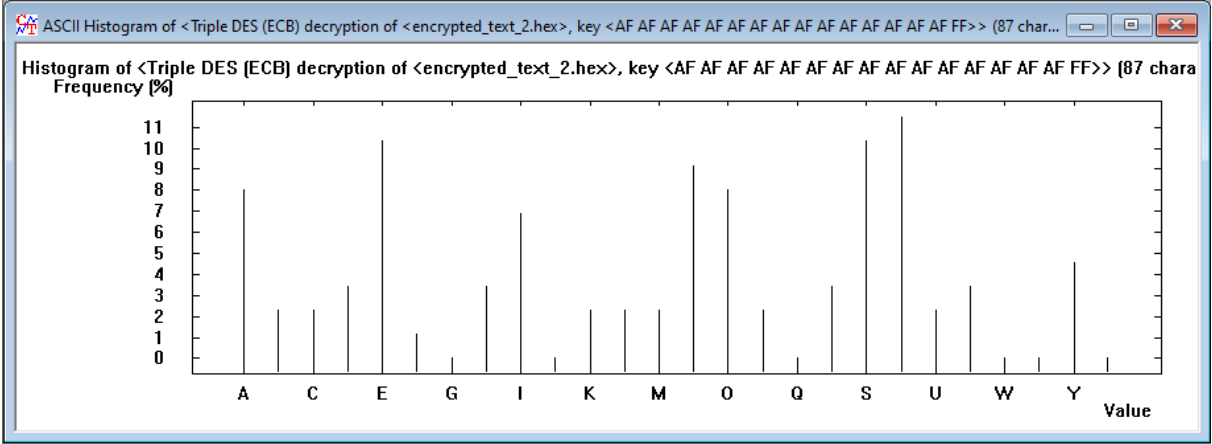 ASCII Histogram of <Triple DES (ECB) decryption of <encrypted_text_2.hex>, key <AF AF AF AF AF AF AF AF AF AF AF AF AF AF AF FF>> (87 char...
Histogram of <Triple DES (ECB) decryption of <encrypted_text_2.hex>, key <AF AF AF AF AF AF AF AF AF AF AF AF AF AF AF FF>> (87 chara
Frequency (%)
11
10
9
8
7
6
5
4
3
2
1
0
A C E G I K M O Q S U W Y
Value